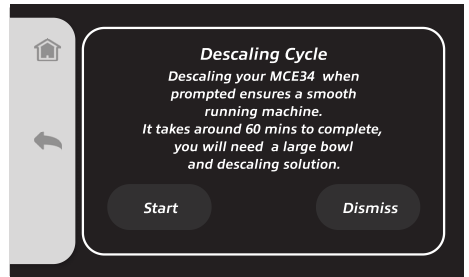 Descaling Cycle
Descaling your MCE34 when
prompted ensures a smooth
running machine.
It takes around 60 mins to complete,
you will need a large bowl
and descaling solution.
Start
Dismiss